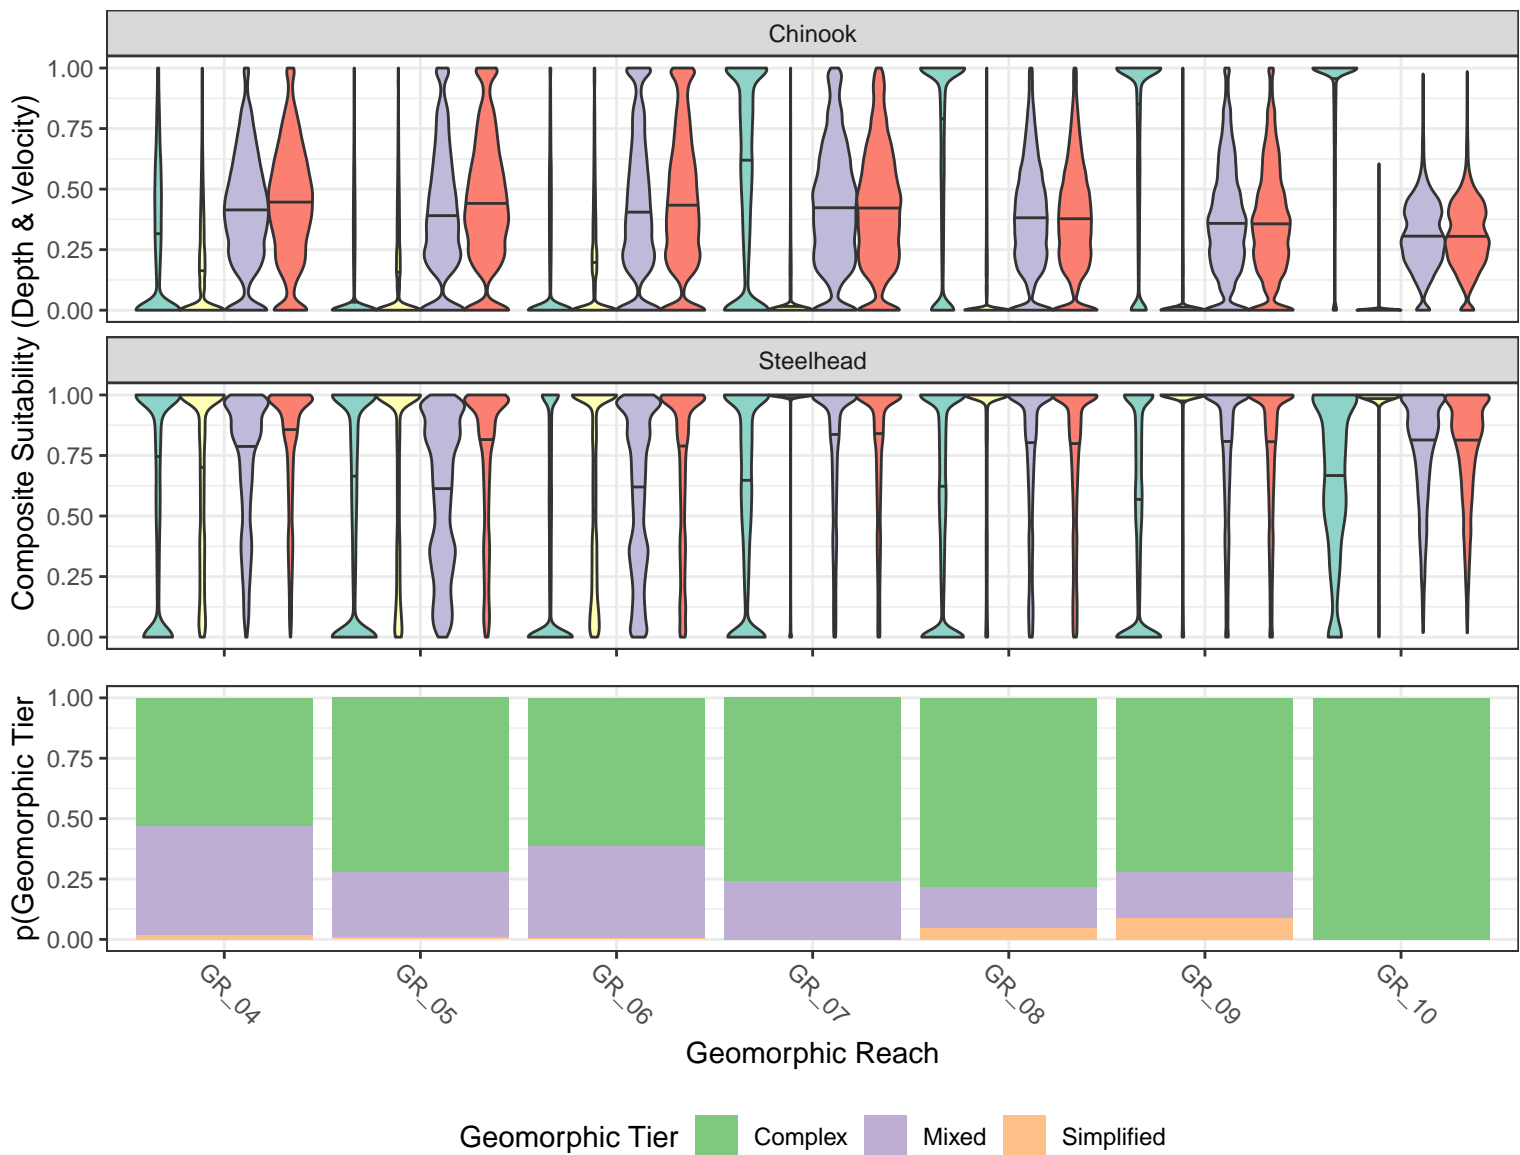 Chinook
1.00
0.75
0.50
0.25
0.00
Steelhead
1.00
0.75
0.50
0.25
0.00
Composite Suitability (Depth & Velocity)
1.00
0.75
0.50
0.25
0.00
p(Geomorphic Tier
GR_04
GR_05
GR_06
GR_07
GR_08
GR_09
GR_10
Geomorphic Reach
Geomorphic Tier Complex Mixed Simplified